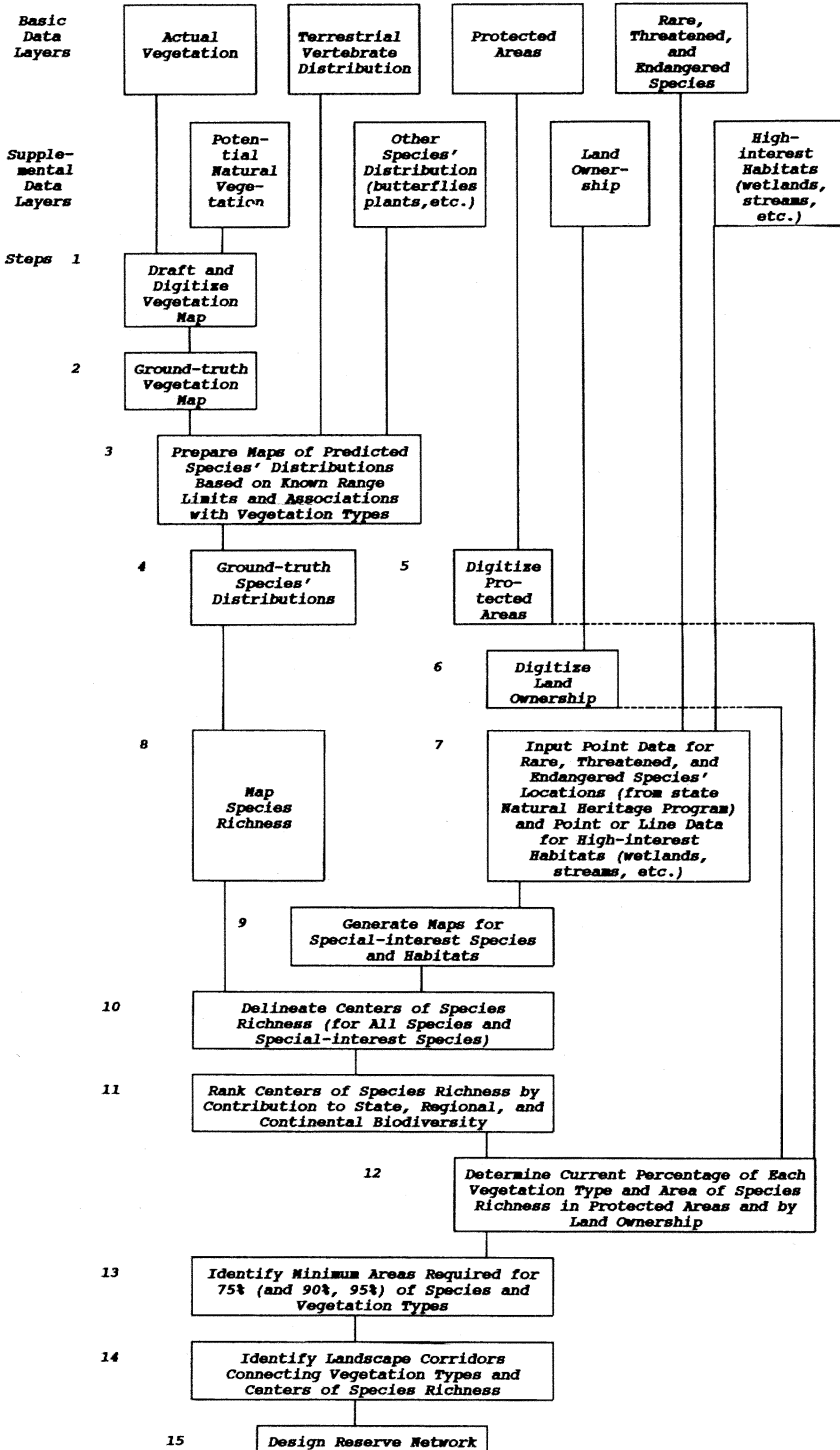 Basic
Data
Layers
Actual
Vegetation
Terrestrial
Vertebrate
Distribution
Protected
Areas
Rare,
Threatened,
and
Endangered
Species
Supple-
mental
Data
Layers
Poten-
tial
Natural
Vege-
tation
Other
Species'
Distribution
(butterflies
plants,etc.)
Land
Owner-
ship
High-
interest
Habitats
(wetlands,
streams,
etc.)
Steps 1
Draft and
Digitize
Vegetation
Map
2
Ground-truth
Vegetation
Map
3
Prepare Maps of Predicted
Species' Distributions
Based on Known Range
Limits and Associations
with Vegetation Types
4
Ground-truth
Species'
Distributions
5
Digitize
Pro-
tected
Areas
6
Digitize
Land
Ownership
8
Map
Species
Richness
7
Input Point Data for
Rare, Threatened, and
Endangered Species'
Locations (from state
Natural Heritage Program)
and Point or Line Data
for High-interest
Habitats (wetlands,
streams, etc.)
9
Generate Maps for
Special-interest Species
and Habitats
10
Delineate Centers of Species
Richness (for All Species and
Special-interest Species)
11
Rank Centers of Species Richness by
Contribution to State, Regional, and
Continental Biodiversity
12
Determine Current Percentage of Each
Vegetation Type and Area of Species
Richness in Protected Areas and by
Land Ownership
13
Identify Minimum Areas Required for
75% (and 90%, 95%) of Species and
Vegetation Types
14
Identify Landscape Corridors
Connecting Vegetation Types and
Centers of Species Richness
15
Design Reserve Network